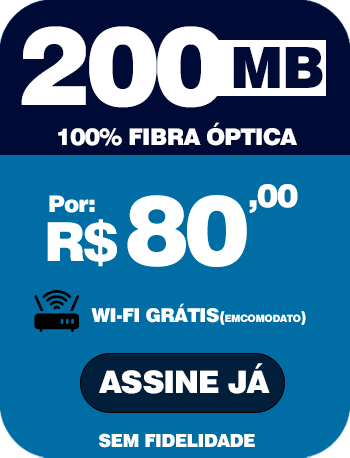 200 MB
100% FIBRA ÓPTICA
Por:
R$ 80,00
WI-FI GRÁTIS(EMCOMODATO)
ASSINE JÁ
SEM FIDELIDADE